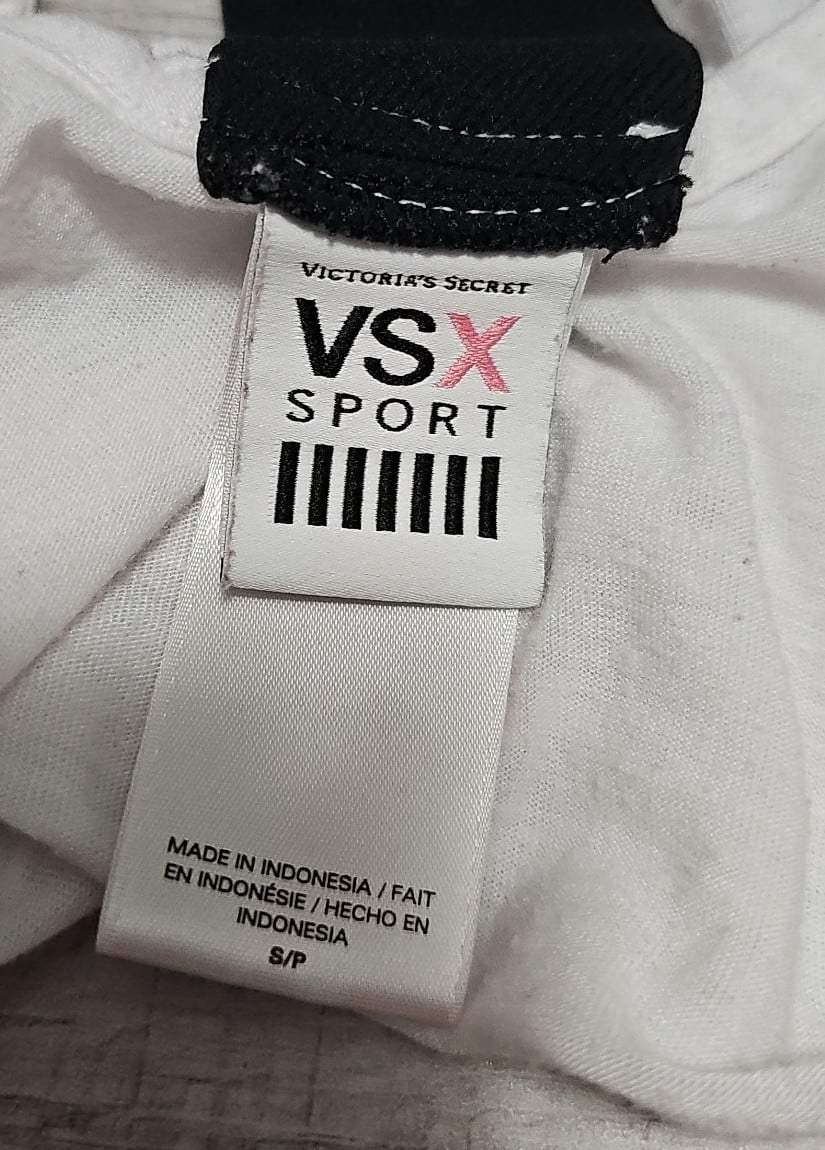 VICTORIA'S SECRET
VSX
SPORT
MADE IN INDONESIA / FAIT
EN INDONÉSIE / HECHO EN
INDONESIA
S/P